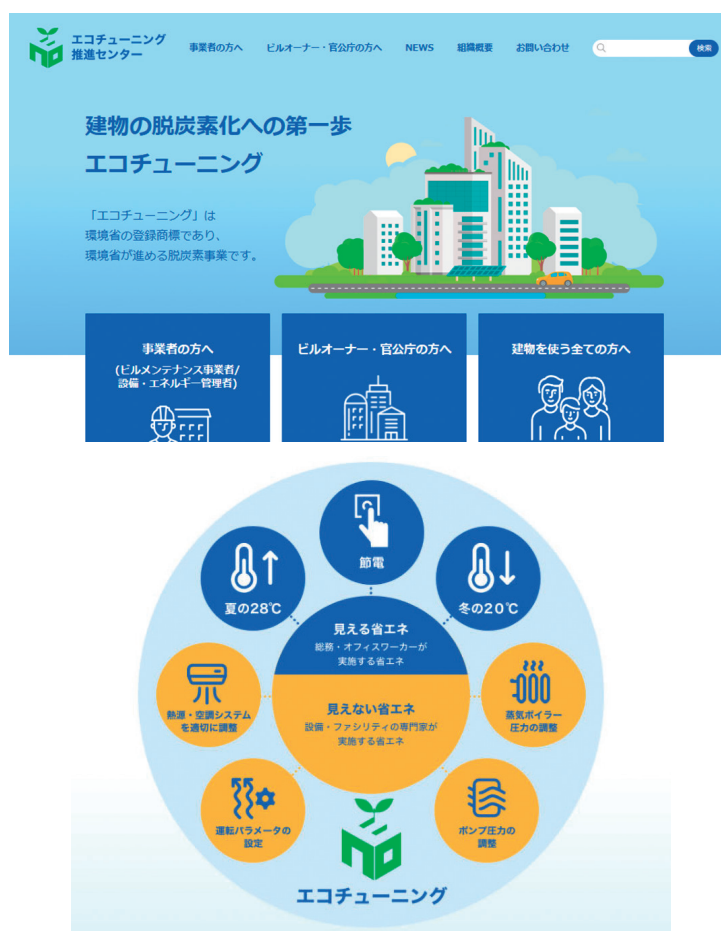 エコチューニング
推進センター
事業者の方へ
ビルオーナー・官公庁の方へ
NEWS
組織概要
お問い合わせ
検索
建物の脱炭素化への第一歩
エコチューニング
「エコチューニング」は
環境省の登録商標であり、
環境省が進める脱炭素事業です。
事業者の方へ
(ビルメンテナンス事業者/
設備・エネルギー管理者)
ビルオーナー・官公庁の方へ
建物を使う全ての方へ
節電
夏の28℃
冬の20℃
見える省エネ
総務・オフィスワーカーが
実施する省エネ
見えない省エネ
設備・ファシリティの専門家が
実施する省エネ
熱源・空調システム
を適切に調整
蒸気ボイラー
圧力の調整
運転パラメータの
設定
ポンプ圧力の
調整
エコチューニング